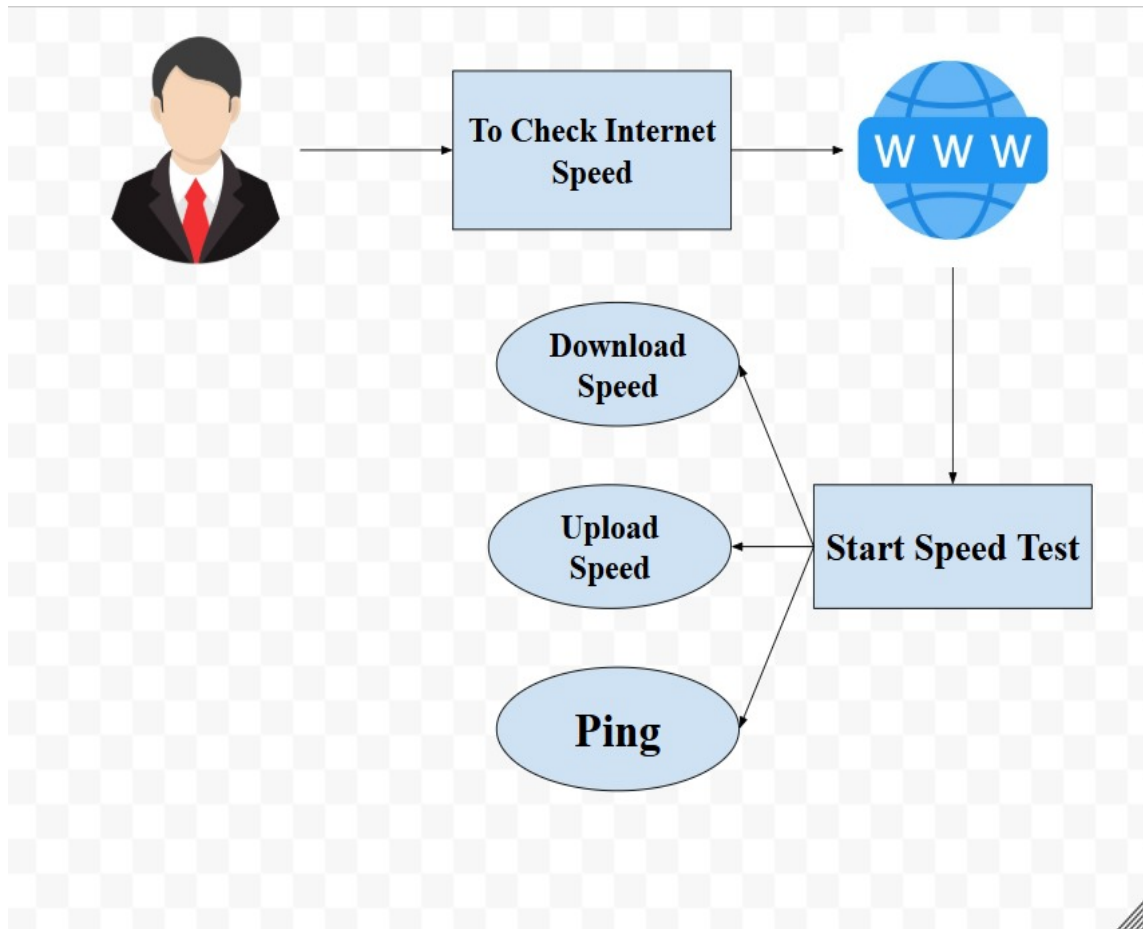 To Check Internet
Speed
W W W
Download
Speed
Upload
Speed
Start Speed Test
Ping